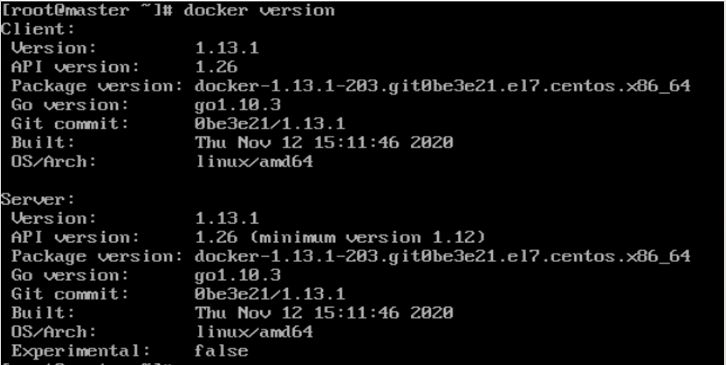 [root@master ~]# docker version
Client:
 Version:         1.13.1
 API version:     1.26
 Package version: docker-1.13.1-203.git0be3e21.el7.centos.x86_64
 Go version:      go1.10.3
 Git commit:      0be3e21/1.13.1
 Built:           Thu Nov 12 15:11:46 2020
 OS/Arch:         linux/amd64

Server:
 Version:         1.13.1
 API version:     1.26 (minimum version 1.12)
 Package version: docker-1.13.1-203.git0be3e21.el7.centos.x86_64
 Go version:      go1.10.3
 Git commit:      0be3e21/1.13.1
 Built:           Thu Nov 12 15:11:46 2020
 OS/Arch:         linux/amd64
 Experimental:    false